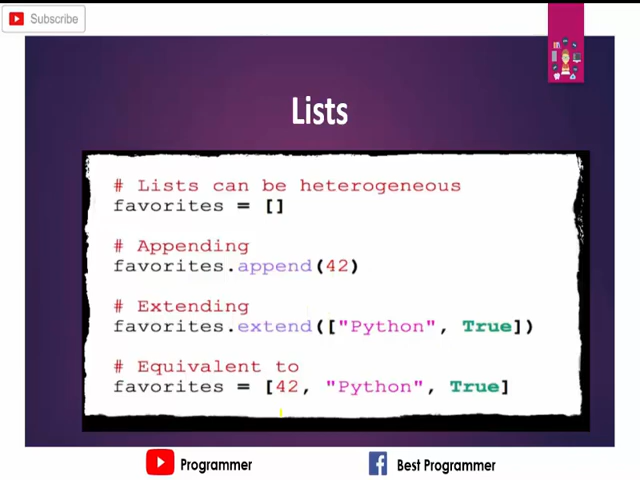 Subscribe
Lists
# Lists can be heterogeneous
favorites = []
# Appending
favorites.append(42)
# Extending
favorites.extend(["Python", True])
# Equivalent to
favorites = [42, "Python", True]
Programmer
Best Programmer